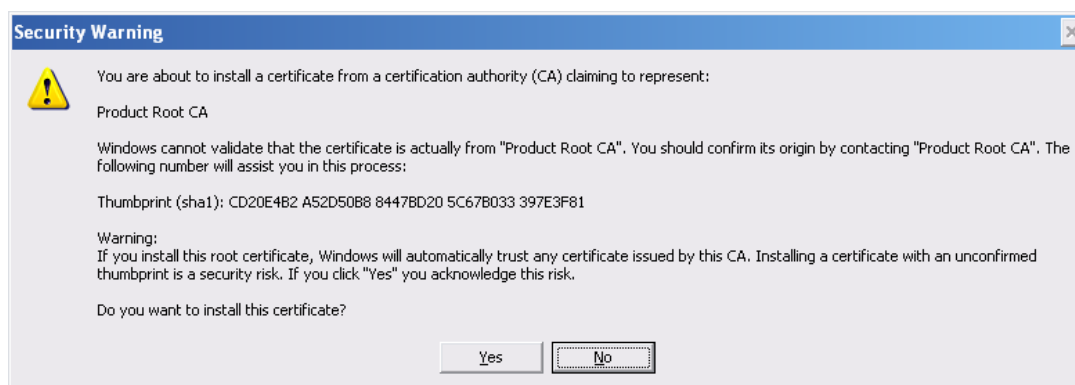 Security Warning
You are about to install a certificate from a certification authority (CA) claiming to represent:
Product Root CA
Windows cannot validate that the certificate is actually from "Product Root CA". You should confirm its origin by contacting "Product Root CA". The
following number will assist you in this process:
Thumbprint (sha1): CD20E4B2 A52D50B8 8447BD20 5C67B033 397E3F81
Warning:
If you install this root certificate, Windows will automatically trust any certificate issued by this CA. Installing a certificate with an unconfirmed
thumbprint is a security risk. If you click "Yes" you acknowledge this risk.
Do you want to install this certificate?
Yes No